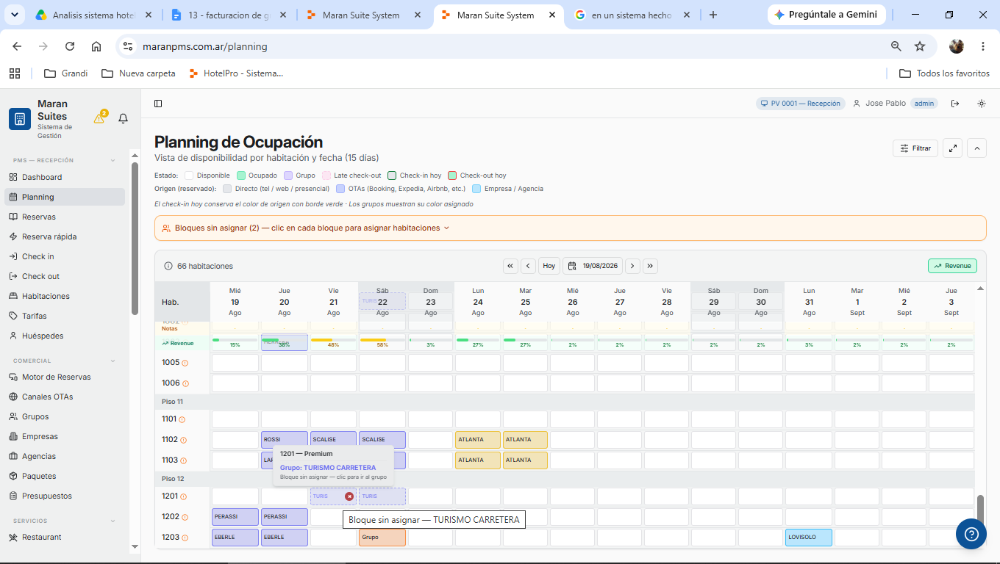 Analisis sistema hotel
13 - facturacion de g
Maran Suite System
Maran Suite System
en un sistema hecho
Pregúntale a Gemini
maranpms.com.ar/planning
Grandi
Nueva carpeta
HotelPro - Sistema...
Todos los favoritos
Maran Suites
Sistema de Gestión
2
PV 0001 — Recepción
Jose Pablo
admin
PMS — RECEPCIÓN
Dashboard
Planning
Reservas
Reserva rápida
Check in
Check out
Habitaciones
Tarifas
Huéspedes
COMERCIAL
Motor de Reservas
Canales OTAs
Grupos
Empresas
Agencias
Paquetes
Presupuestos
SERVICIOS
Restaurant
Planning de Ocupación
Vista de disponibilidad por habitación y fecha (15 días)
Filtrar
Estado: Disponible Ocupado Grupo Late check-out Check-in hoy Check-out hoy
Origen (reservado): Directo (tel / web / presencial) OTAs (Booking, Expedia, Airbnb, etc.) Empresa / Agencia
El check-in hoy conserva el color de origen con borde verde · Los grupos muestran su color asignado
Bloques sin asignar (2) — clic en cada bloque para asignar habitaciones
66 habitaciones
Hoy
19/08/2026
Revenue
Hab.
Mié 19 Ago
Jue 20 Ago
Vie 21 Ago
Sáb 22 Ago
TURIS
Dom 23 Ago
Lun 24 Ago
Mar 25 Ago
Mié 26 Ago
Jue 27 Ago
Vie 28 Ago
Sáb 29 Ago
Dom 30 Ago
Lun 31 Ago
Mar 1 Sept
Mié 2 Sept
Jue 3 Sept
Notas
Revenue 15% 38% 48% 58% 3% 27% 27% 2% 2% 2% 2% 2% 3% 2% 2% 2%
1005
1006
Piso 11
1101
1102 ROSSI SCALISE SCALISE ATLANTA ATLANTA
1103 ATLANTA ATLANTA
1201 — Premium
Grupo: TURISMO CARRETERA
Bloque sin asignar — clic para ir al grupo
Piso 12
1201 TURIS TURIS
1202 PERASSI PERASSI
Bloque sin asignar — TURISMO CARRETERA
1203 EBERLE EBERLE Grupo LOVISOLO